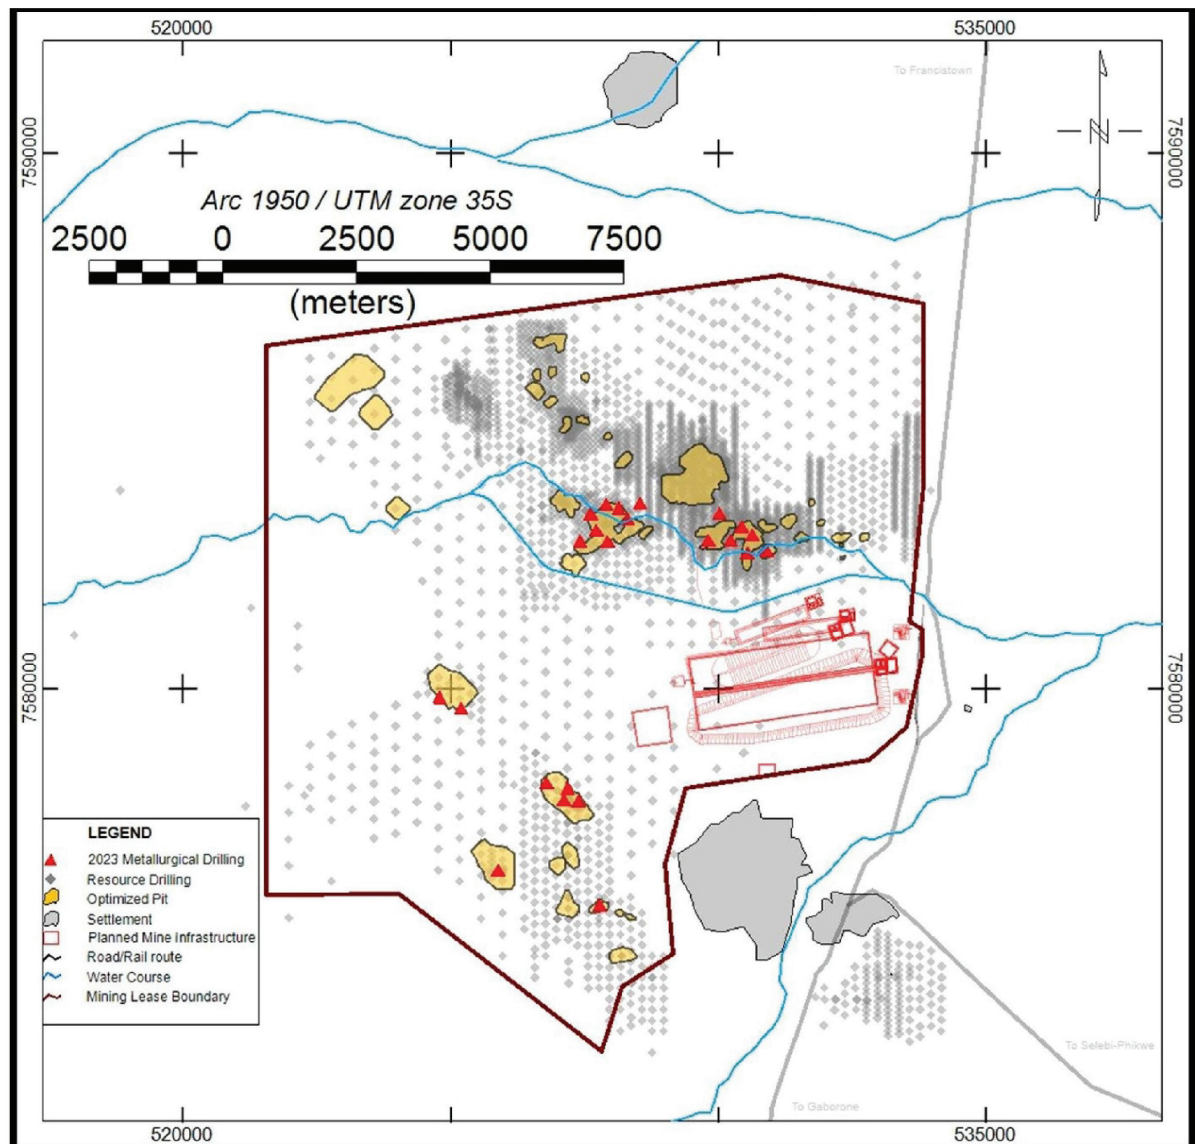 520000 535000
To Francistown
7590000 7590000
N
Arc 1950 / UTM zone 35S
2500 0 2500 5000 7500
(meters)
7580000 7580000
LEGEND
2023 Metallurgical Drilling
Resource Drilling
Optimized Pit
Settlement
Planned Mine Infrastructure
Road/Rail route
Water Course
Mining Lease Boundary
To Selebi-Phikwe
To Gaborone
520000 535000